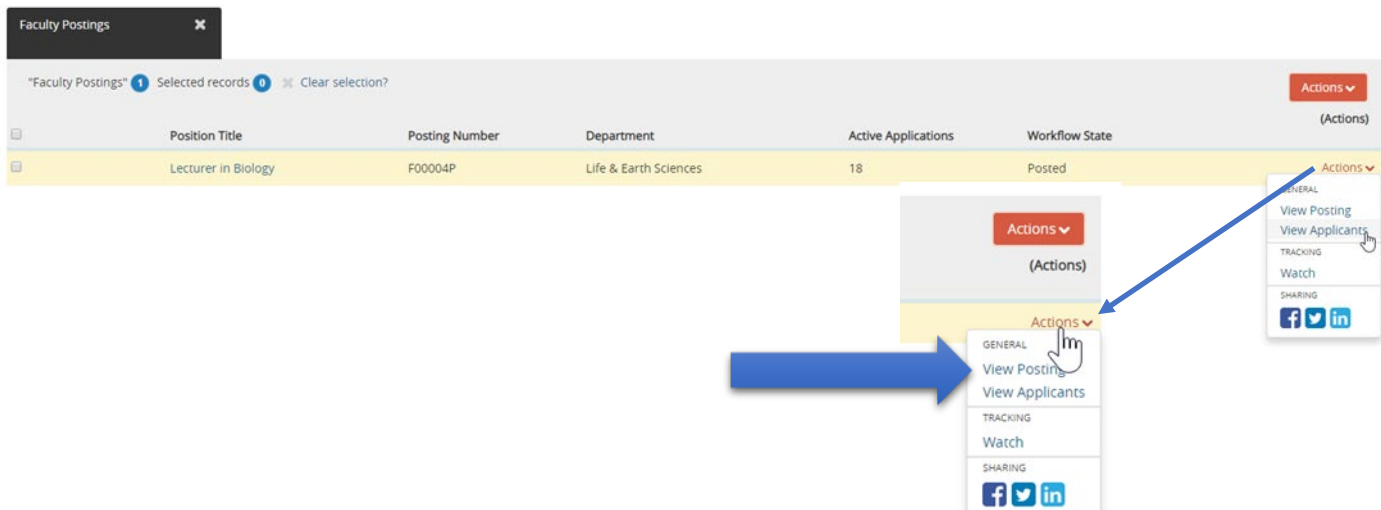 Faculty Postings ✖
"Faculty Postings" 1 Selected records 0 ✖ Clear selection?
Actions
(Actions)
Position Title Posting Number Department Active Applications Workflow State
Lecturer in Biology F00004P Life & Earth Sciences 18 Posted Actions
GENERAL
View Posting
View Applicants
TRACKING
Watch
SHARING
Actions
(Actions)
Actions
GENERAL
View Posting
View Applicants
TRACKING
Watch
SHARING